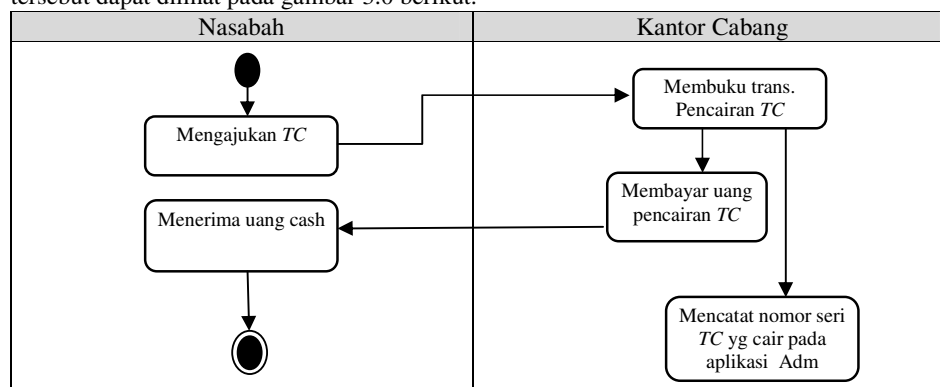 tersebut dapat dilihat pada gambar 3.6 berikut.
Nasabah
Kantor Cabang
Mengajukan TC
Membuku trans.
Pencairan TC
Membayar uang
pencairan TC
Menerima uang cash
Mencatat nomor seri
TC yg cair pada
aplikasi Adm